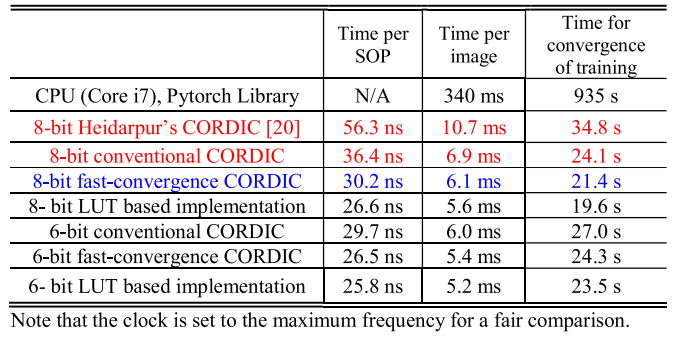 Time per SOP Time per image Time for convergence of training
CPU (Core i7), Pytorch Library N/A 340 ms 935 s
8-bit Heidarpur's CORDIC [20] 56.3 ns 10.7 ms 34.8 s
8-bit conventional CORDIC 36.4 ns 6.9 ms 24.1 s
8-bit fast-convergence CORDIC 30.2 ns 6.1 ms 21.4 s
8- bit LUT based implementation 26.6 ns 5.6 ms 19.6 s
6-bit conventional CORDIC 29.7 ns 6.0 ms 27.0 s
6-bit fast-convergence CORDIC 26.5 ns 5.4 ms 24.3 s
6- bit LUT based implementation 25.8 ns 5.2 ms 23.5 s
Note that the clock is set to the maximum frequency for a fair comparison.